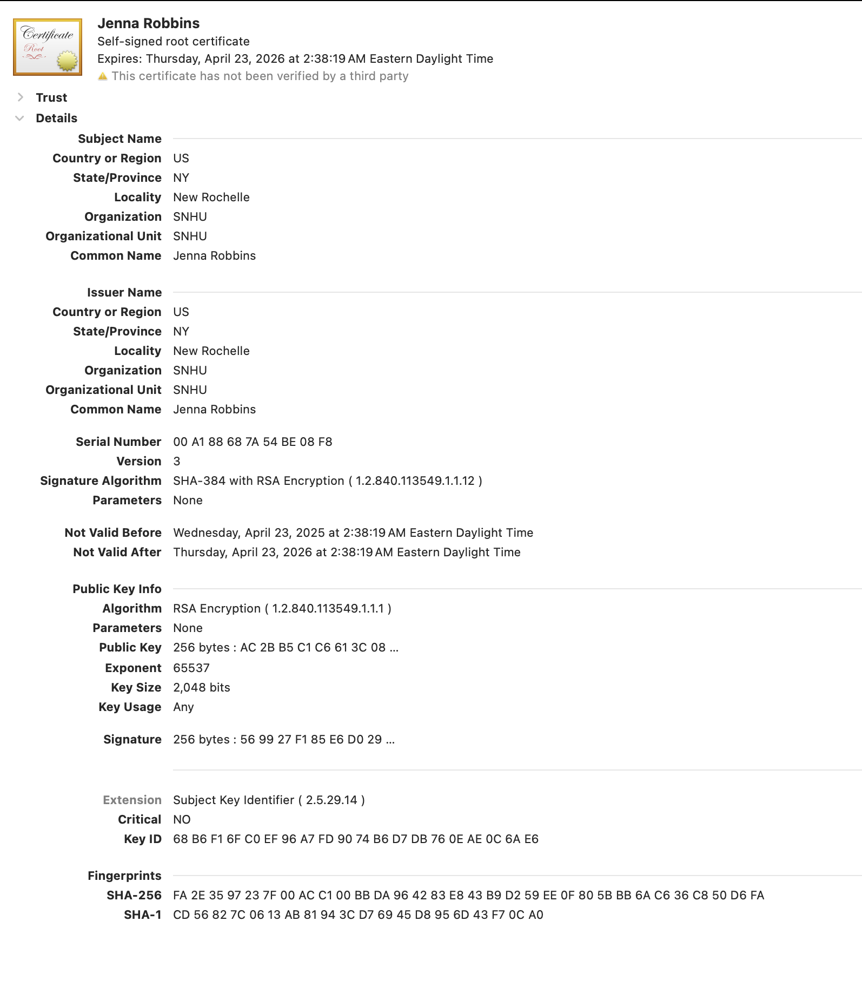 Certificate
Root
Jenna Robbins
Self-signed root certificate
Expires: Thursday, April 23, 2026 at 2:38:19 AM Eastern Daylight Time
This certificate has not been verified by a third party
Trust
Details
Subject Name
Country or Region US
State/Province NY
Locality New Rochelle
Organization SNHU
Organizational Unit SNHU
Common Name Jenna Robbins
Issuer Name
Country or Region US
State/Province NY
Locality New Rochelle
Organization SNHU
Organizational Unit SNHU
Common Name Jenna Robbins
Serial Number 00 A1 88 68 7A 54 BE 08 F8
Version 3
Signature Algorithm SHA-384 with RSA Encryption ( 1.2.840.113549.1.1.12 )
Parameters None
Not Valid Before Wednesday, April 23, 2025 at 2:38:19 AM Eastern Daylight Time
Not Valid After Thursday, April 23, 2026 at 2:38:19 AM Eastern Daylight Time
Public Key Info
Algorithm RSA Encryption ( 1.2.840.113549.1.1.1 )
Parameters None
Public Key 256 bytes : AC 2B B5 C1 C6 61 3C 08 ...
Exponent 65537
Key Size 2,048 bits
Key Usage Any
Signature 256 bytes : 56 99 27 F1 85 E6 D0 29 ...
Extension Subject Key Identifier ( 2.5.29.14 )
Critical NO
Key ID 68 B6 F1 6F C0 EF 96 A7 FD 90 74 B6 D7 DB 76 0E AE 0C 6A E6
Fingerprints
SHA-256 FA 2E 35 97 23 7F 00 AC C1 00 BB DA 96 42 83 E8 43 B9 D2 59 EE 0F 80 5B BB 6A C6 36 C8 50 D6 FA
SHA-1 CD 56 82 7C 06 13 AB 81 94 3C D7 69 45 D8 95 6D 43 F7 0C A0